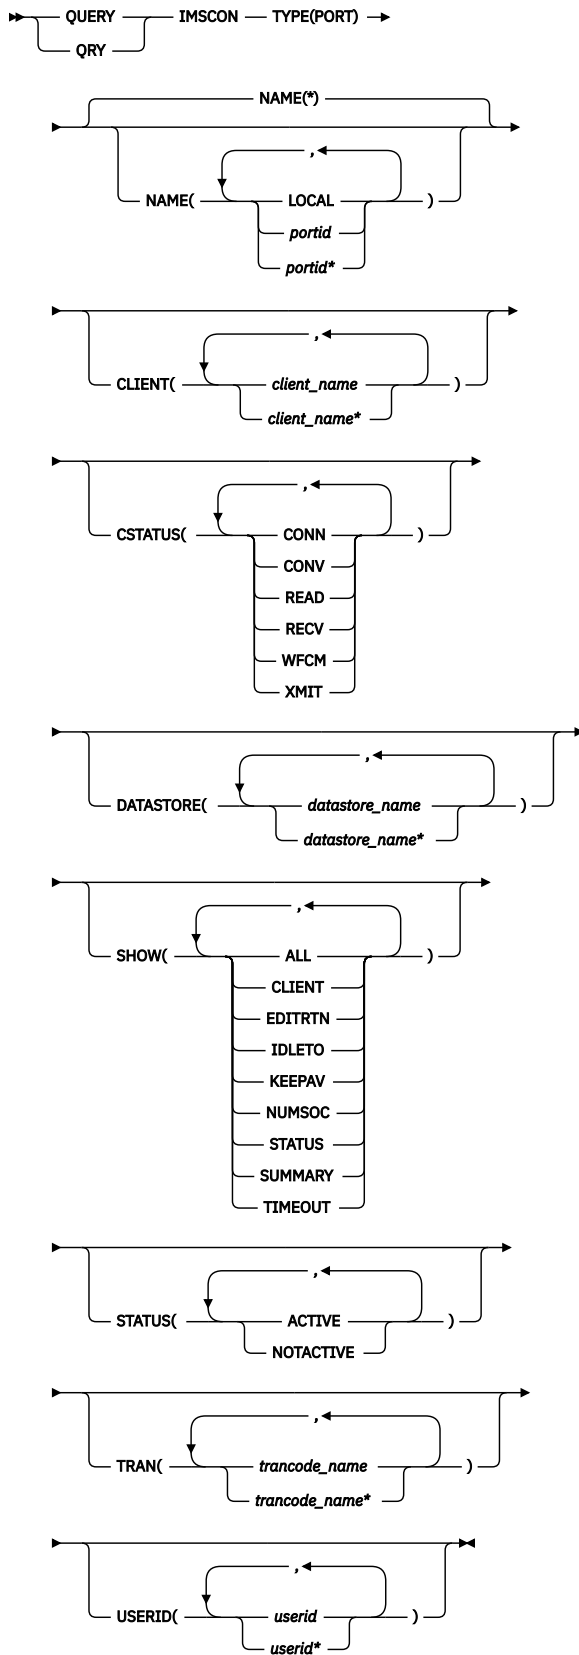 QUERY IMSCON TYPE(PORT)
QRY
NAME(*)
,
NAME( LOCAL )
portid
portid*
,
CLIENT( client_name )
client_name*
,
CSTATUS( CONN )
CONV
READ
RECV
WFCM
XMIT
,
DATASTORE( datastore_name )
datastore_name*
,
SHOW( ALL )
CLIENT
EDITRTN
IDLETO
KEEPAV
NUMSOC
STATUS
SUMMARY
TIMEOUT
,
STATUS( ACTIVE )
NOTACTIVE
,
TRAN( trancode_name )
trancode_name*
,
USERID( userid )
userid*